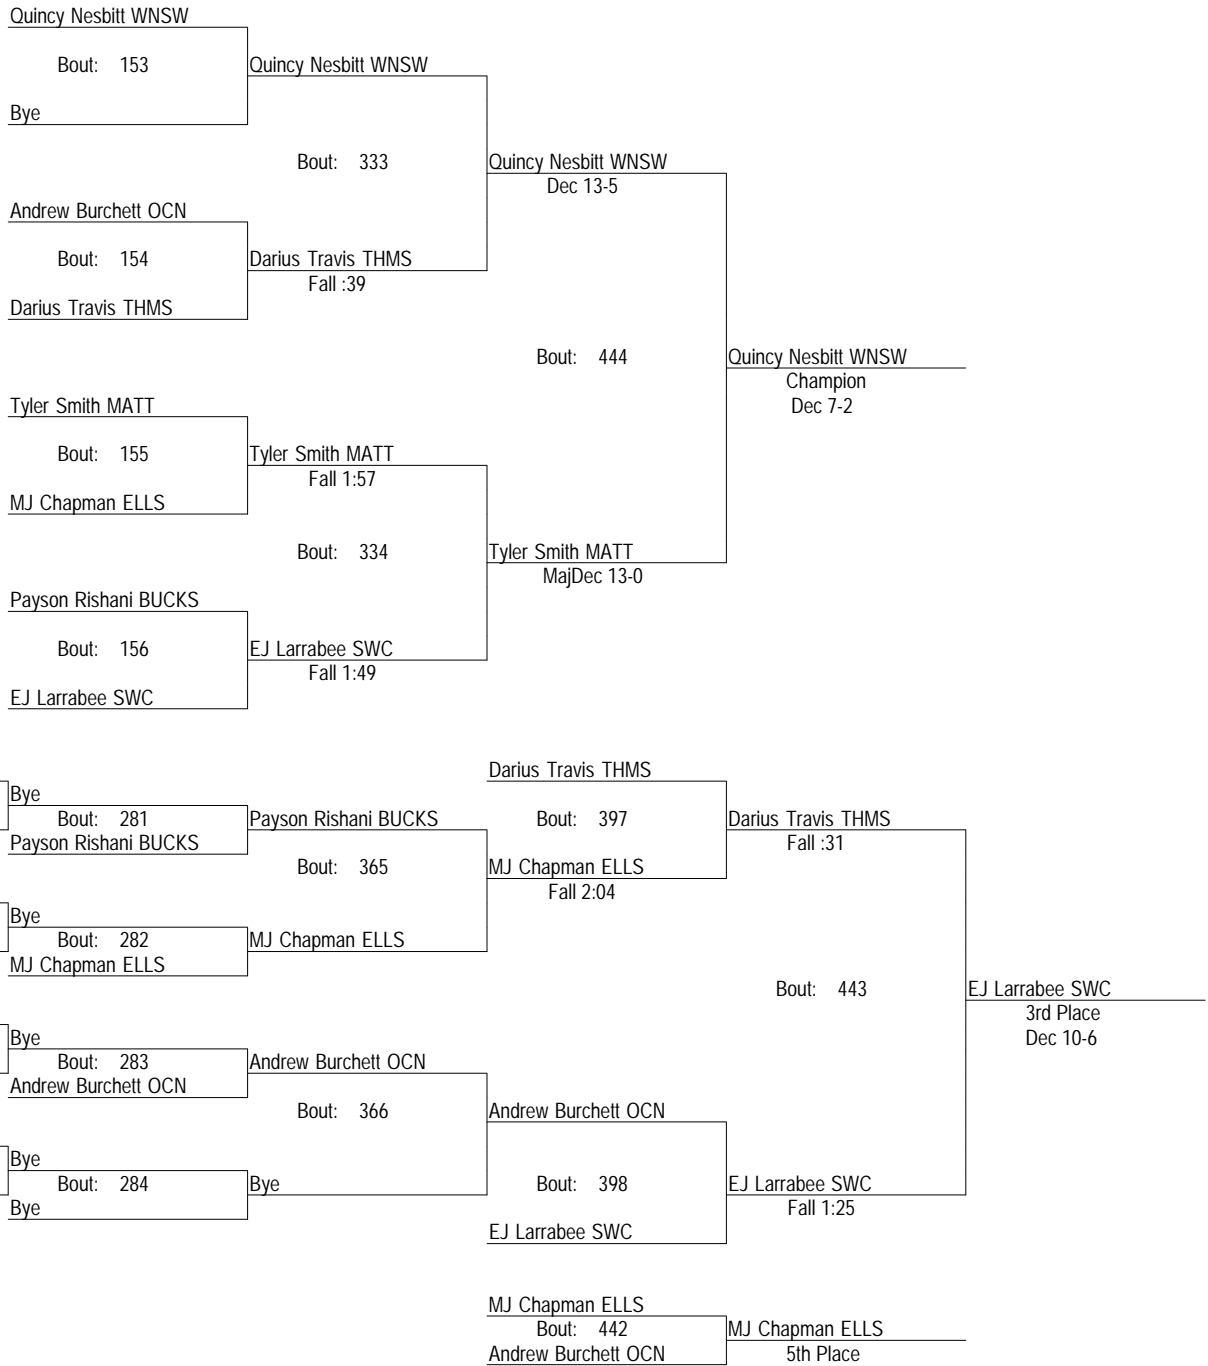 Quincy Nesbitt WNSW
Bout: 153
Quincy Nesbitt WNSW
Bye
Bout: 333
Quincy Nesbitt WNSW
Dec 13-5
Andrew Burchett OCN
Bout: 154
Darius Travis THMS
Fall :39
Darius Travis THMS
Bout: 444
Quincy Nesbitt WNSW
Champion
Dec 7-2
Tyler Smith MATT
Bout: 155
Tyler Smith MATT
Fall 1:57
MJ Chapman ELLS
Bout: 334
Tyler Smith MATT
MajDec 13-0
Payson Rishani BUCKS
Bout: 156
EJ Larrabee SWC
Fall 1:49
EJ Larrabee SWC
Darius Travis THMS
Bye
Bout: 281
Payson Rishani BUCKS
Bout: 397
Darius Travis THMS
Payson Rishani BUCKS
Fall :31
Bout: 365
MJ Chapman ELLS
Fall 2:04
Bye
Bout: 282
MJ Chapman ELLS
MJ Chapman ELLS
Bout: 443
EJ Larrabee SWC
3rd Place
Dec 10-6
Bye
Bout: 283
Andrew Burchett OCN
Andrew Burchett OCN
Bout: 366
Andrew Burchett OCN
Bye
Bout: 284
Bye
Bout: 398
EJ Larrabee SWC
Fall 1:25
Bye
EJ Larrabee SWC
MJ Chapman ELLS
Bout: 442
MJ Chapman ELLS
Andrew Burchett OCN
5th Place